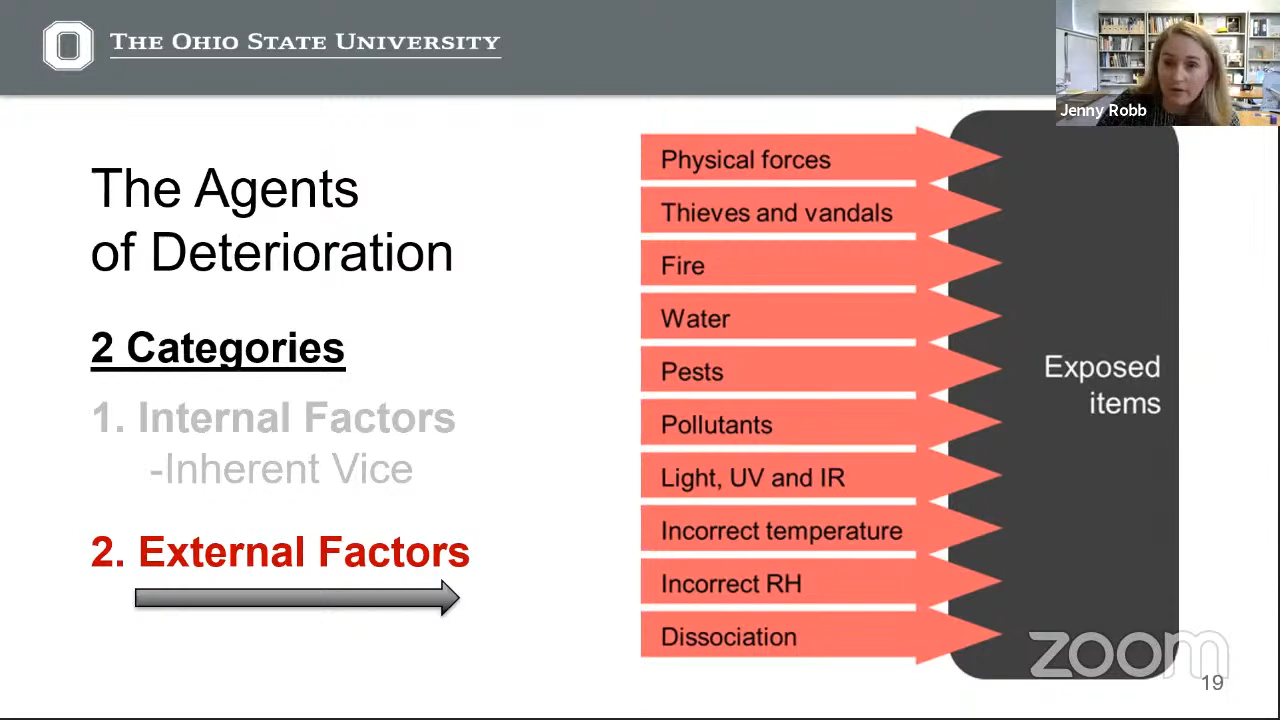 THE OHIO STATE UNIVERSITY
Jenny Robb
The Agents
of Deterioration
2 Categories
1. Internal Factors
-Inherent Vice
2. External Factors
Physical forces
Thieves and vandals
Fire
Water
Pests
Pollutants
Light, UV and IR
Incorrect temperature
Incorrect RH
Dissociation
Exposed
items
zoom
19